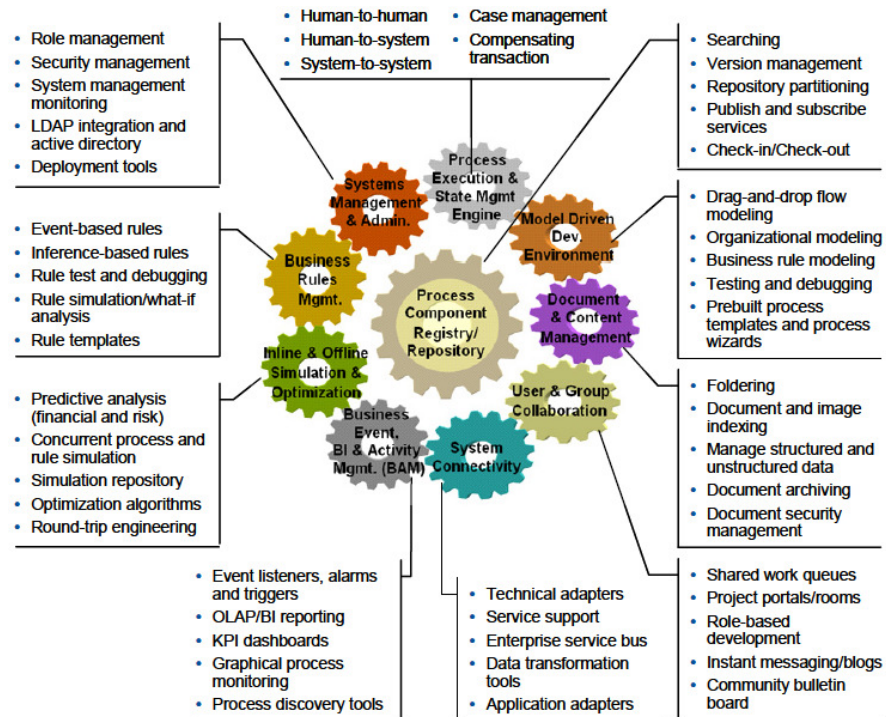 • Human-to-human
• Human-to-system
• System-to-system
• Case management
• Compensating
transaction
• Role management
• Security management
• System management
monitoring
• LDAP integration and
active directory
• Deployment tools
• Searching
• Version management
• Repository partitioning
• Publish and subscribe
services
• Check-in/Check-out
• Event-based rules
• Inference-based rules
• Rule test and debugging
• Rule simulation/what-if
analysis
• Rule templates
Systems
Management
& Admin.
Process
Execution &
State Mgmt
Engine
Model Driven
Dev.
Environment
Business
Rules
Mgmt.
Process
Component
Registry/
Repository
Document
& Content
Management
Inline & Offline
Simulation &
Optimization
User & Group
Collaboration
Business
Event.
BI & Activity
Mgmt. (BAM)
System
Connectivity
• Drag-and-drop flow
modeling
• Organizational modeling
• Business rule modeling
• Testing and debugging
• Prebuilt process
templates and process
wizards
• Predictive analysis
(financial and risk)
• Concurrent process and
rule simulation
• Simulation repository
• Optimization algorithms
• Round-trip engineering
• Foldering
• Document and image
indexing
• Manage structured and
unstructured data
• Document archiving
• Document security
management
• Event listeners, alarms
and triggers
• OLAP/BI reporting
• KPI dashboards
• Graphical process
monitoring
• Process discovery tools
• Technical adapters
• Service support
• Enterprise service bus
• Data transformation
tools
• Application adapters
• Shared work queues
• Project portals/rooms
• Role-based
development
• Instant messaging/blogs
• Community bulletin
board